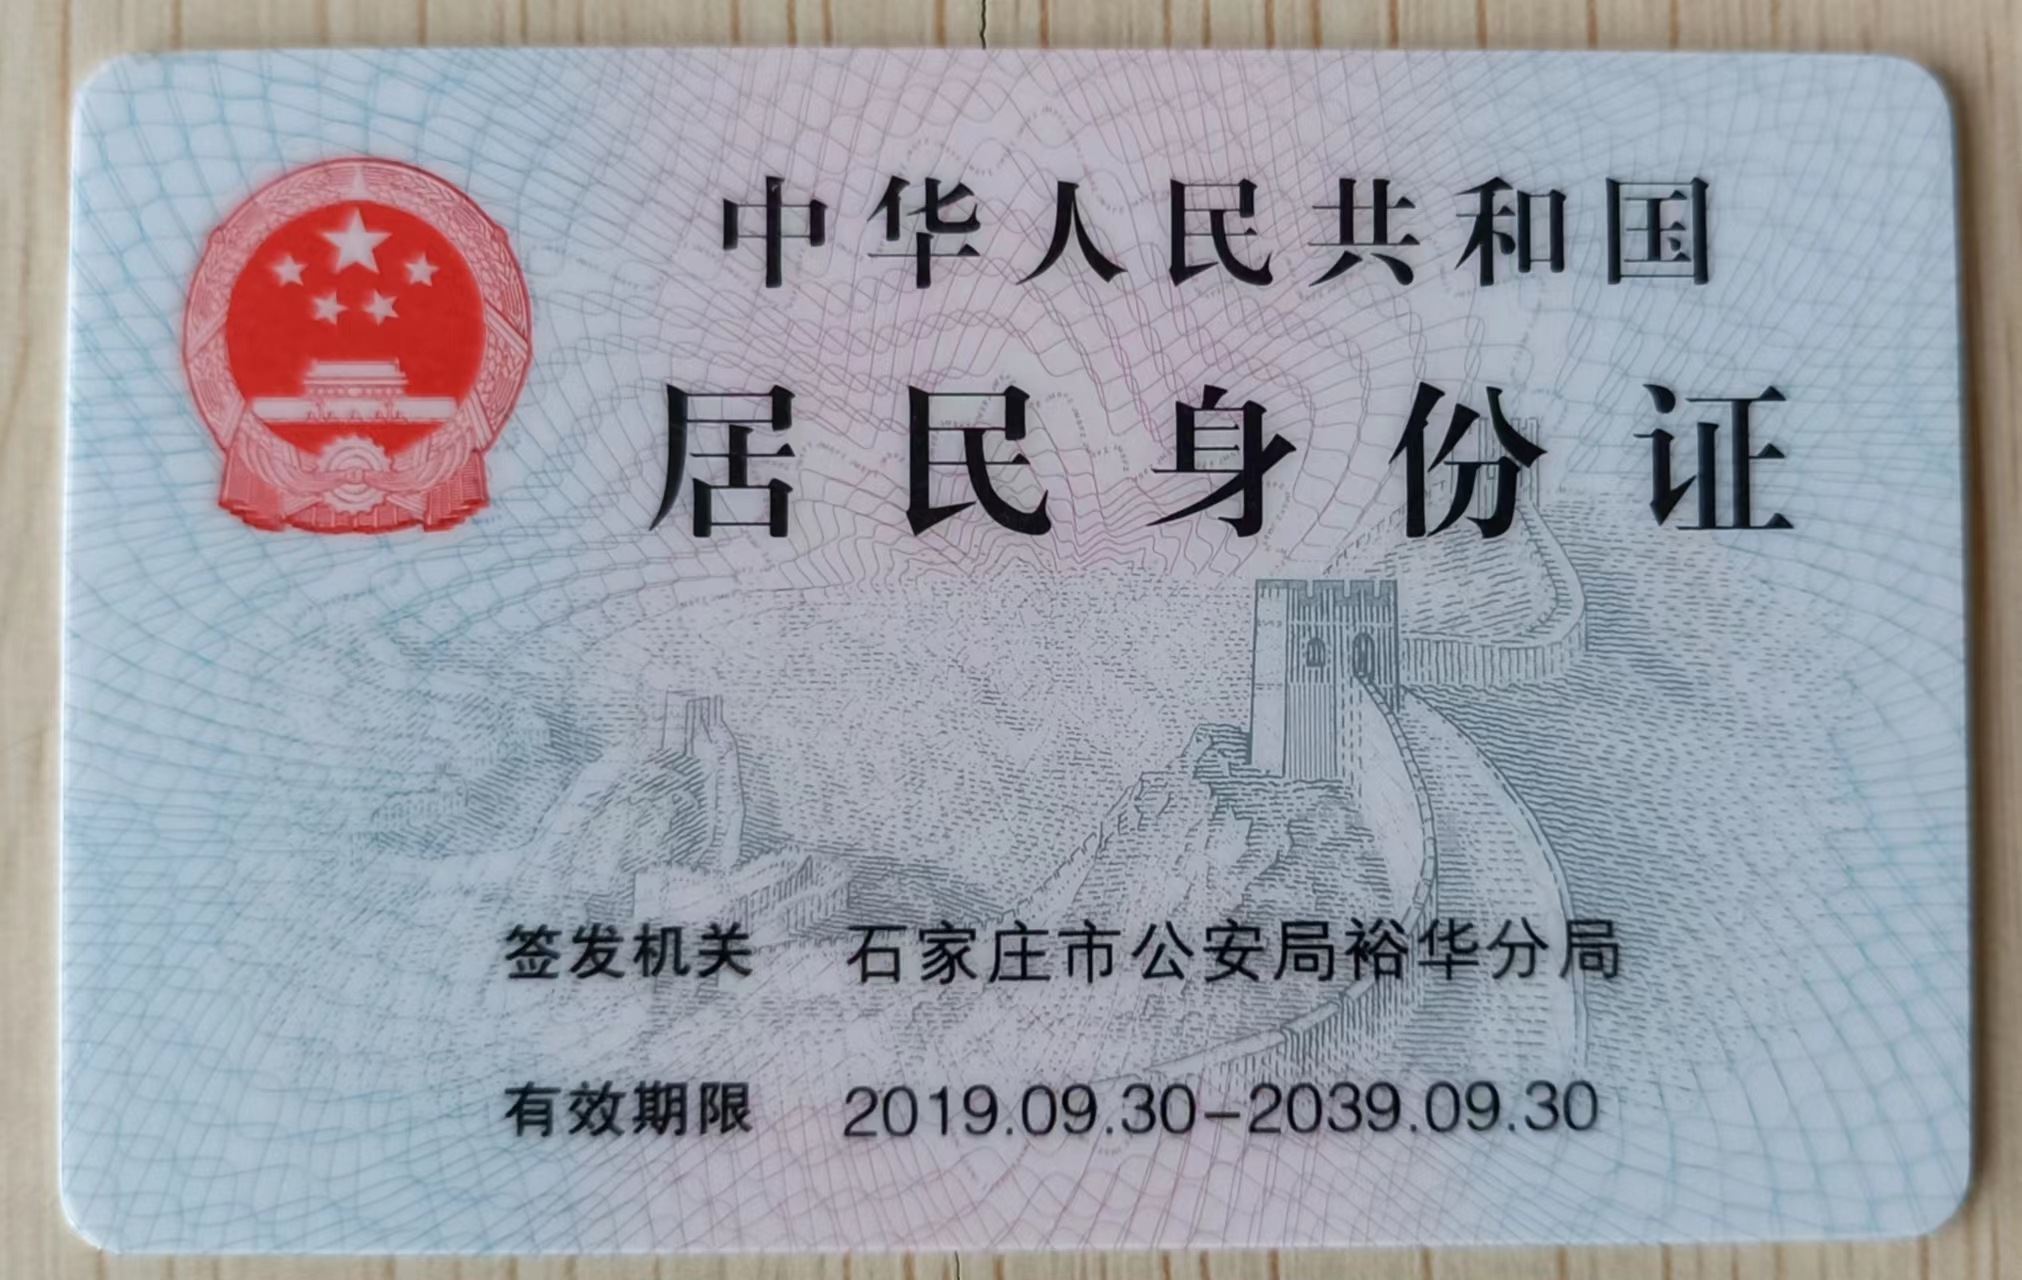 中华人民共和国
居民身份证
签发机关 石家庄市公安局裕华分局
有效期限 2019.09.30-2039.09.30